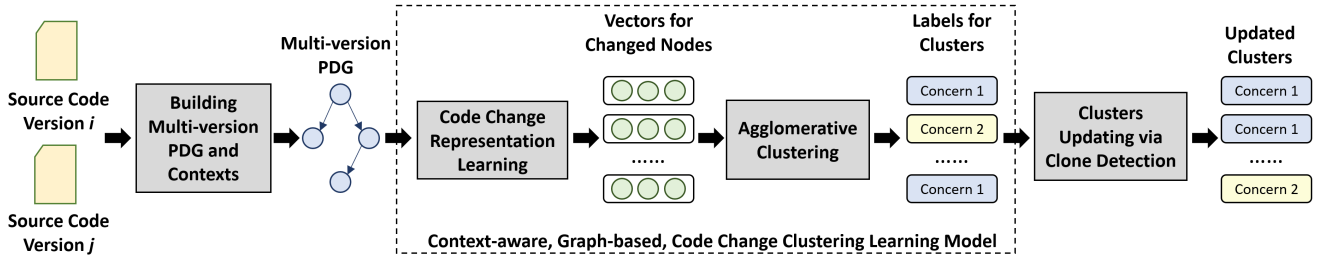 Source Code
Version i
Source Code
Version j
Building
Multi-version
PDG and
Contexts
Multi-version
PDG
Code Change
Representation
Learning
Vectors for
Changed Nodes
......
Agglomerative
Clustering
Labels for
Clusters
Concern 1
Concern 2
......
Concern 1
Context-aware, Graph-based, Code Change Clustering Learning Model
Clusters
Updating via
Clone Detection
Updated
Clusters
Concern 1
Concern 1
......
Concern 2